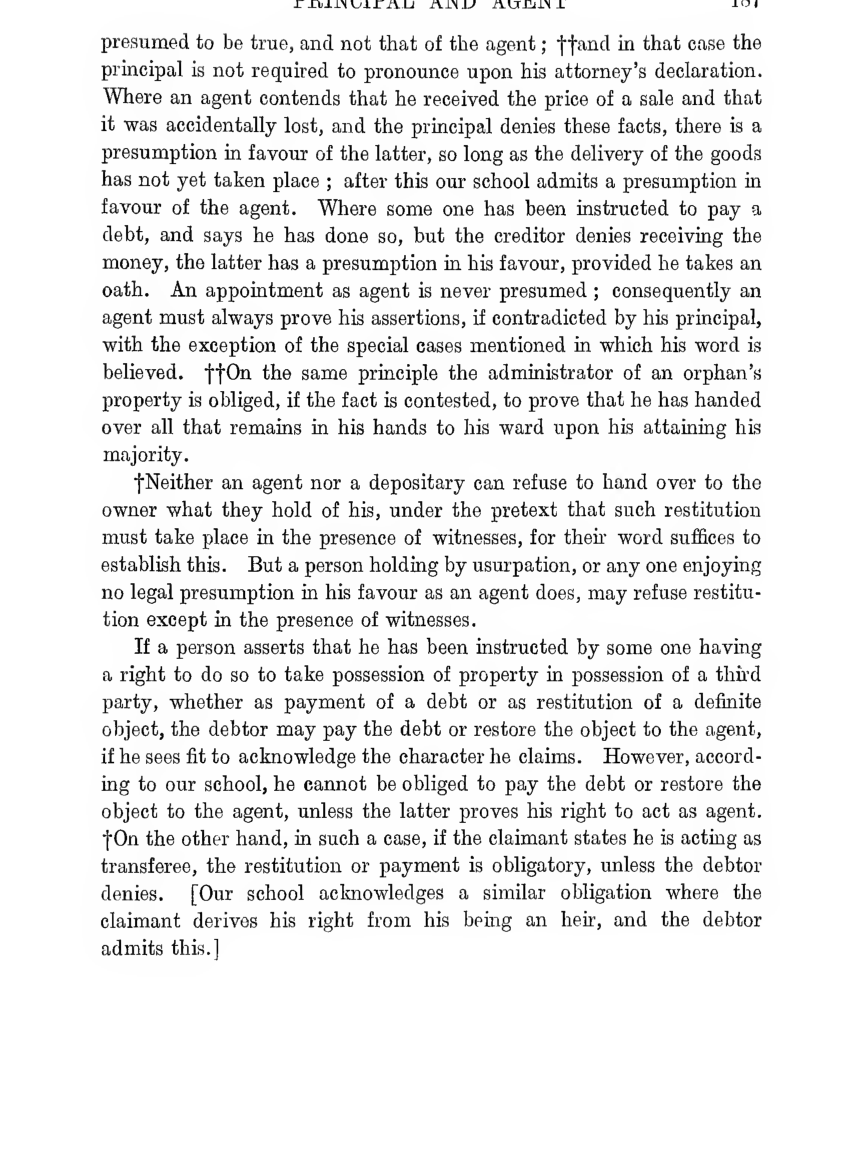 PRINCIPAL AND AGENT 187
presumed to be true, and not that of the agent ; ††and in that case the
principal is not required to pronounce upon his attorney's declaration.
Where an agent contends that he received the price of a sale and that
it was accidentally lost, and the principal denies these facts, there is a
presumption in favour of the latter, so long as the delivery of the goods
has not yet taken place ; after this our school admits a presumption in
favour of the agent. Where some one has been instructed to pay a
debt, and says he has done so, but the creditor denies receiving the
money, the latter has a presumption in his favour, provided he takes an
oath. An appointment as agent is never presumed ; consequently an
agent must always prove his assertions, if contradicted by his principal,
with the exception of the special cases mentioned in which his word is
believed. ††On the same principle the administrator of an orphan's
property is obliged, if the fact is contested, to prove that he has handed
over all that remains in his hands to his ward upon his attaining his
majority.
†Neither an agent nor a depositary can refuse to hand over to the
owner what they hold of his, under the pretext that such restitution
must take place in the presence of witnesses, for their word suffices to
establish this. But a person holding by usurpation, or any one enjoying
no legal presumption in his favour as an agent does, may refuse restitu-
tion except in the presence of witnesses.
If a person asserts that he has been instructed by some one having
a right to do so to take possession of property in possession of a third
party, whether as payment of a debt or as restitution of a definite
object, the debtor may pay the debt or restore the object to the agent,
if he sees fit to acknowledge the character he claims. However, accord-
ing to our school, he cannot be obliged to pay the debt or restore the
object to the agent, unless the latter proves his right to act as agent.
†On the other hand, in such a case, if the claimant states he is acting as
transferee, the restitution or payment is obligatory, unless the debtor
denies. [Our school acknowledges a similar obligation where the
claimant derives his right from his being an heir, and the debtor
admits this.]